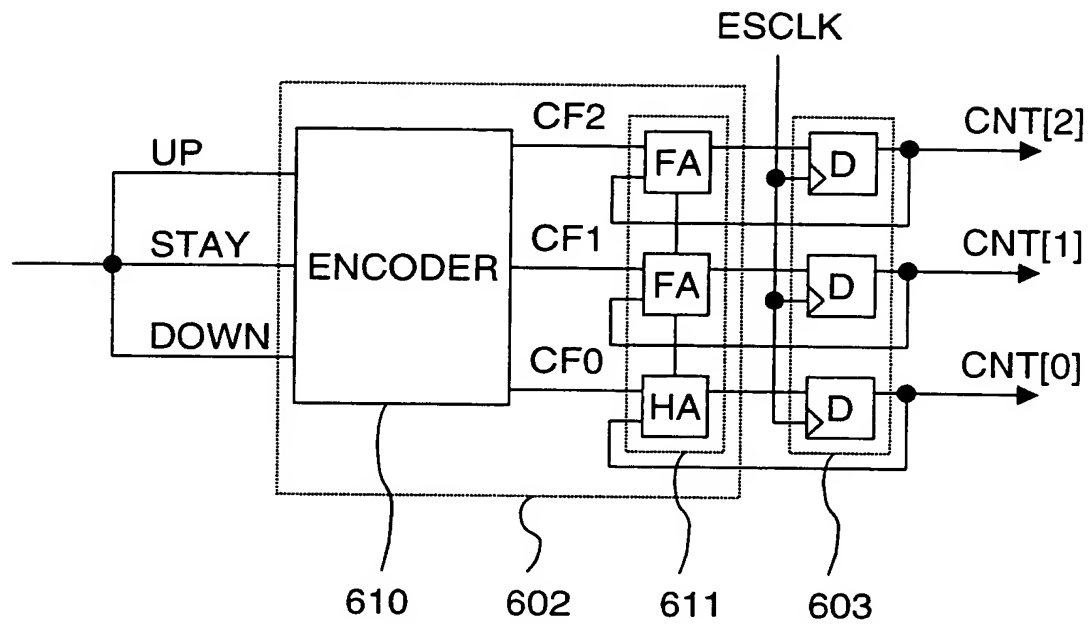 ESCLK
CF2
CNT[2]
UP
FA
D
STAY
ENCODER
CF1
FA
D
CNT[1]
DOWN
CF0
HA
D
CNT[0]
610
602
611
603